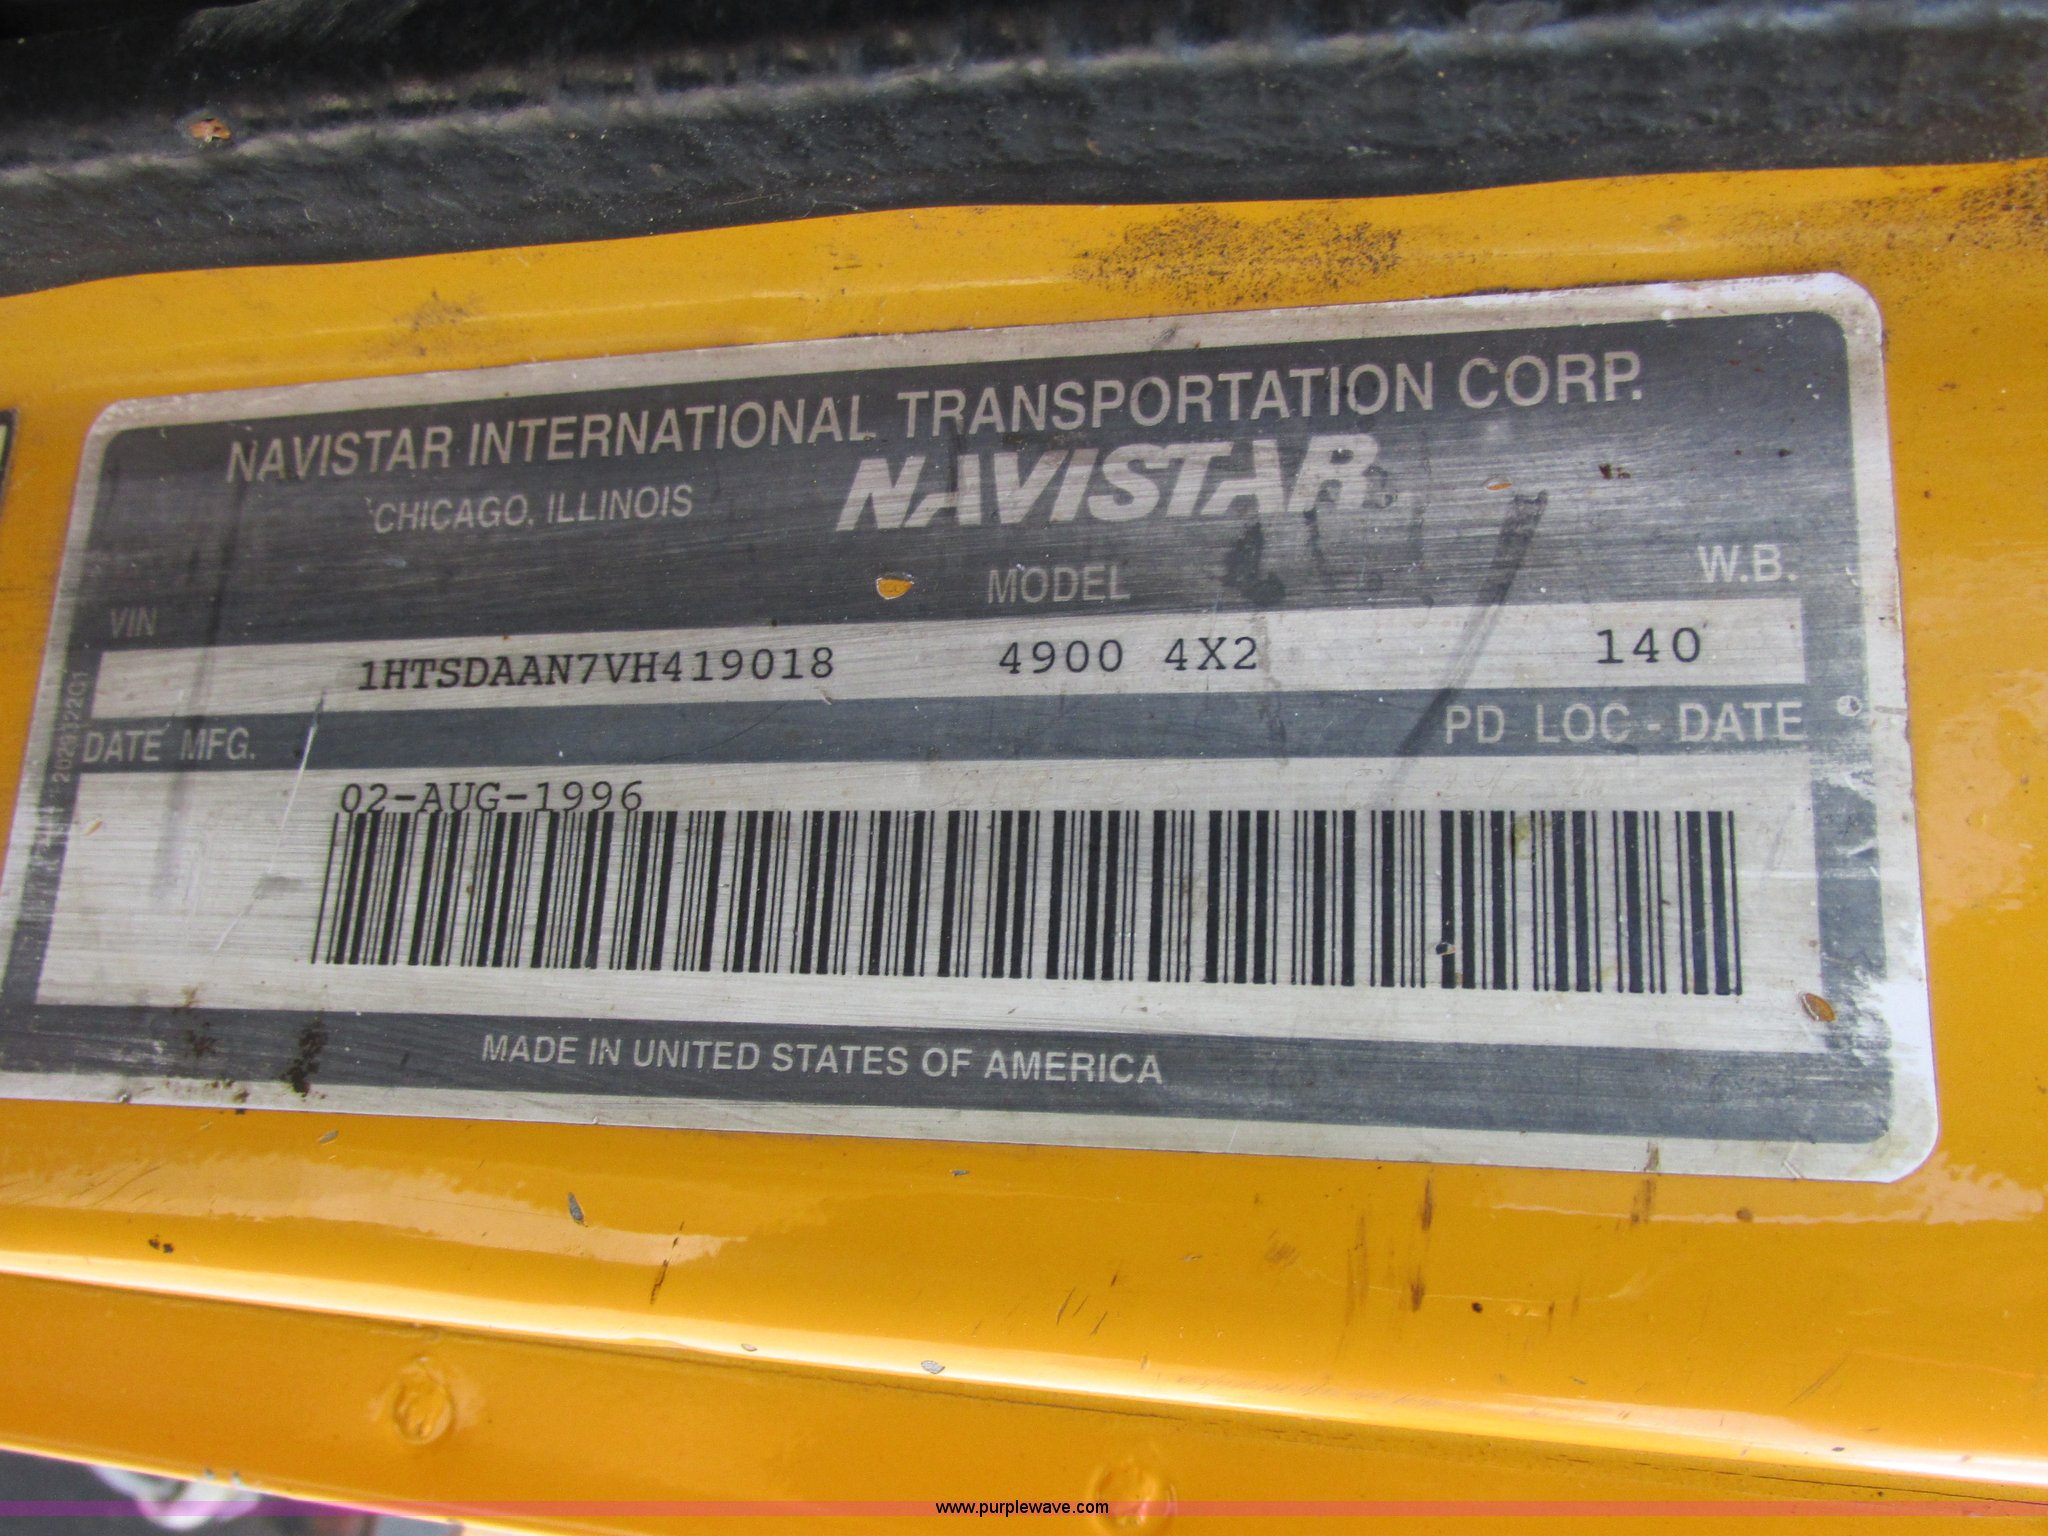 NAVISTAR INTERNATIONAL TRANSPORTATION CORP.
CHICAGO, ILLINOIS NAVISTAR
VIN MODEL W.B.
1HTSDAAN7VH419018 4900 4X2 140
DATE MFG. PD LOC - DATE
02-AUG-1996
MADE IN UNITED STATES OF AMERICA
www.purplewave.com